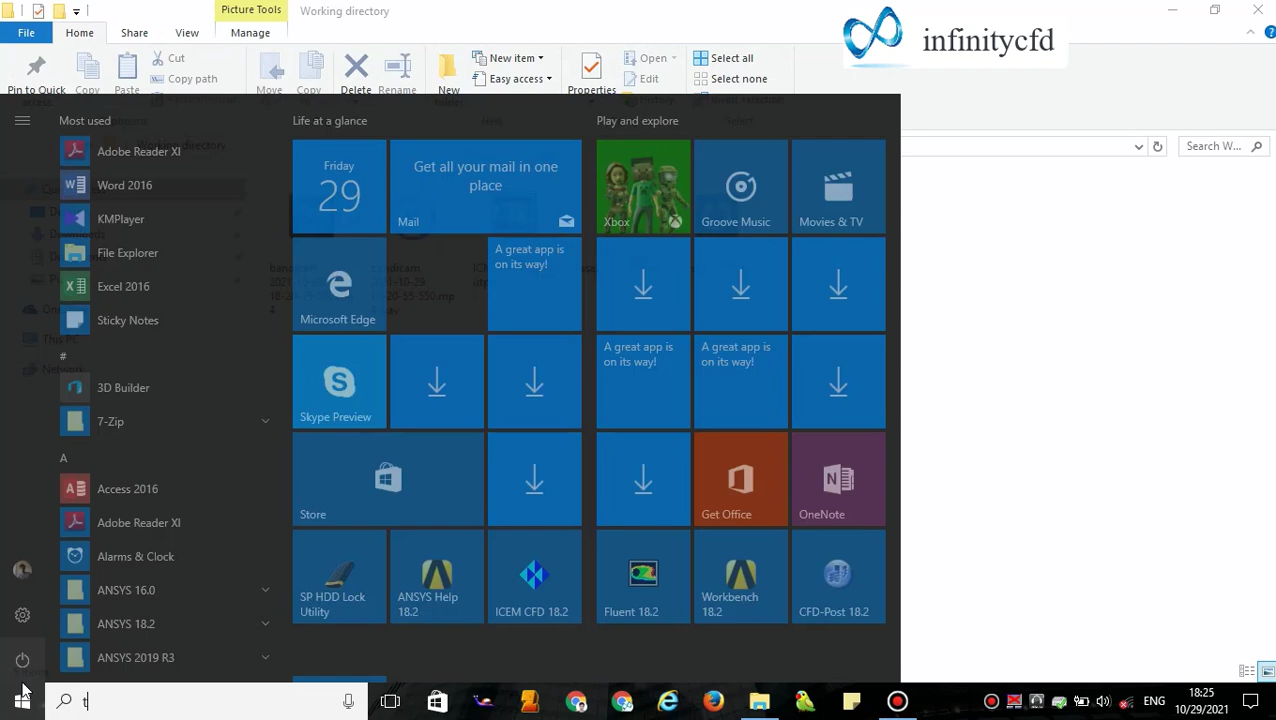 Picture Tools
Working directory
infinitycfd
File
Home
Share
View
Manage
Pin to Quick
Copy
Paste
Cut
Copy path
Move
Copy
Delete
Rename
New
New item
Easy access
Properties
Open
Edit
Select all
Select none
Working directory
Search W...
Most used
Adobe Reader XI
Word 2016
KMPlayer
File Explorer
Excel 2016
Sticky Notes
#
3D Builder
7-Zip
A
Access 2016
Adobe Reader XI
Alarms & Clock
ANSYS 16.0
ANSYS 18.2
ANSYS 2019 R3
Life at a glance
Friday
29
Get all your mail in one
place
Mail
Microsoft Edge
A great app is
on its way!
Skype Preview
Store
SP HDD Lock
Utility
ANSYS Help
18.2
ICEM CFD 18.2
Play and explore
Xbox
Groove Music
Movies & TV
A great app is
on its way!
A great app is
on its way!
Get Office
OneNote
Fluent 18.2
Workbench
18.2
CFD-Post 18.2
t
ENG
18:25
10/29/2021